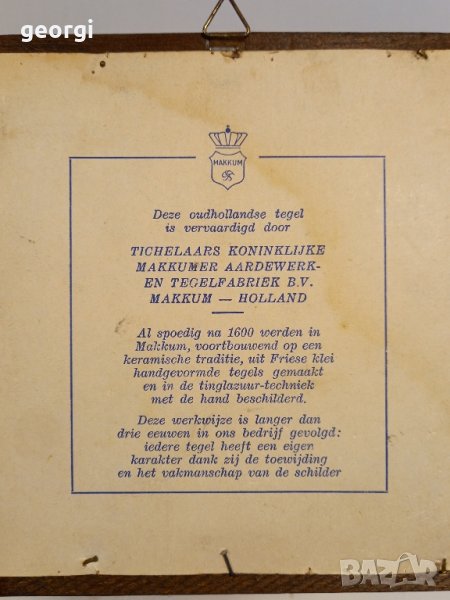 georgi
MAKKUM
Deze oudhollandse tegel
is vervaardigd door
TICHELAARS KONINKLIJKE
MAKKUMER AARDEWERK-
EN TEGELFABRIEK B.V.
MAKKUM — HOLLAND
Al spoedig na 1600 werden in
Makkum, voortbouwend op een
keramische traditie, uit Friese klei
handgevormde tegels gemaakt
en in de tinglazuur-techniek
met de hand beschilderd.
Deze werkwijze is langer dan
drie eeuwen in ons bedrijf gevolgd:
iedere tegel heeft een eigen
karakter dank zij de toewijding
en het vakmanschap van de schilder
BAZAR